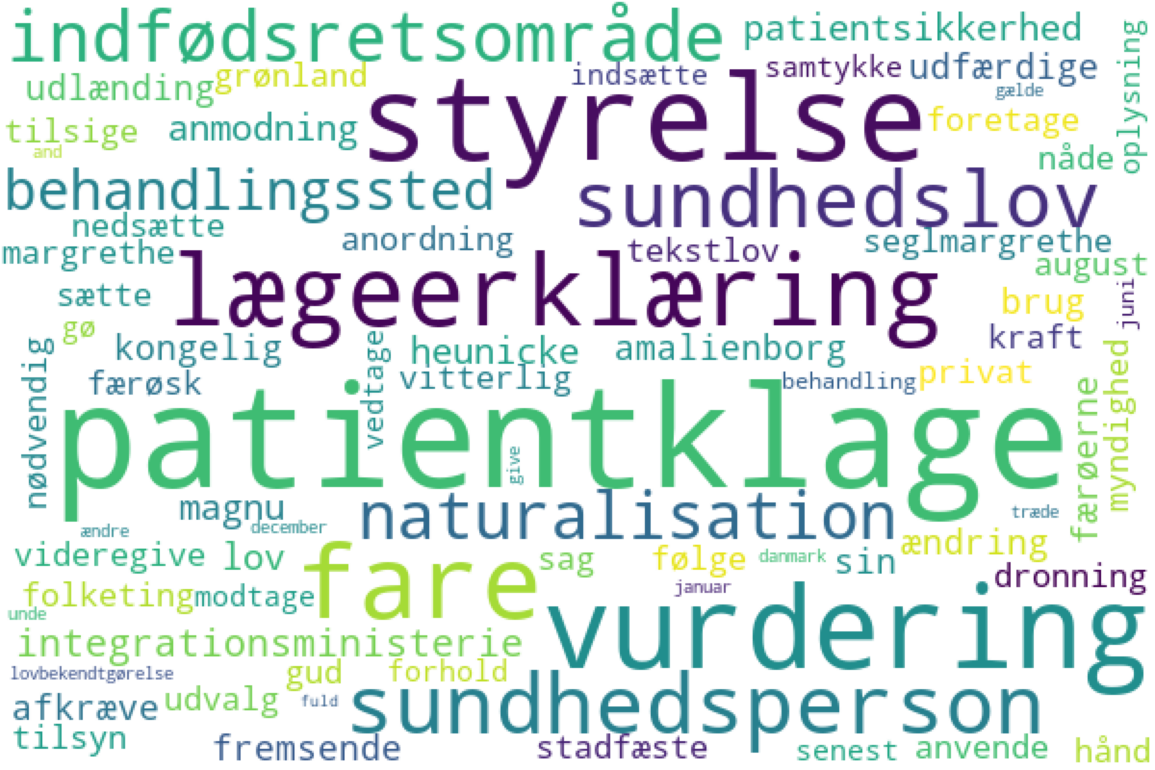 indfødsretsområde patientsikkerhed
udlænding grønland indsætte samtykke udfærdige
gælde
oplysning
tilsige anmodning styrelse foretage
and
nåde
behandlingssted sundhedslov
nedsætte
margrethe anordning tekstlov seglmargrethe
august
sætte lægeerklæring brug juni
gø
kongelig heunicke amalienborg kraft
nødvendig
færøsk vedtage vitterlig behandling privat
færøerne myndighed
patientklage
give
magnu naturalisation træde
ændre december
videregive lov fare sag følge danmark sin ændring
januar dronning
folketing modtage
unde
integrationsministerie vurdering
lovbekendtgørelse gud forhold
afkræve udvalg fuld sundhedsperson
tilsyn fremsende stadfæste senest anvende hånd